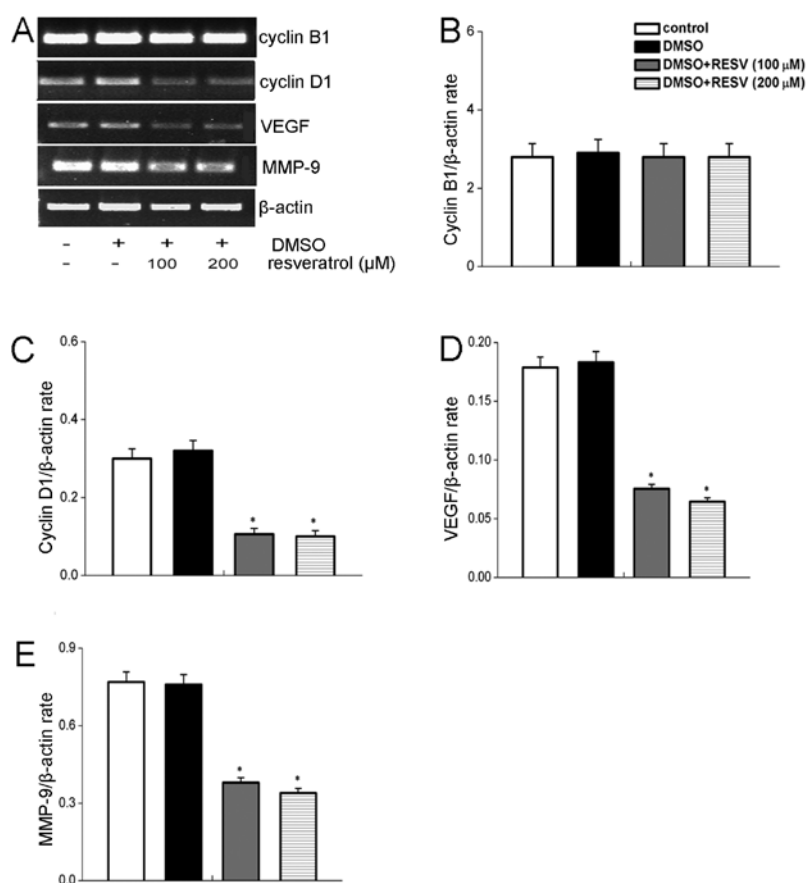 A
cyclin B1
cyclin D1
VEGF
MMP-9
β-actin
- + + + DMSO
- - 100 200 resveratrol (µM)
B
control
DMSO
DMSO+RESV (100 µM)
DMSO+RESV (200 µM)
Cyclin B1/β-actin rate
6
3
0
C
Cyclin D1/β-actin rate
0.6
0.4
0.2
0.0
* *
D
VEGF/β-actin rate
0.20
0.15
0.10
0.05
0.00
* *
E
MMP-9/β-actin rate
0.9
0.6
0.3
0.0
* *